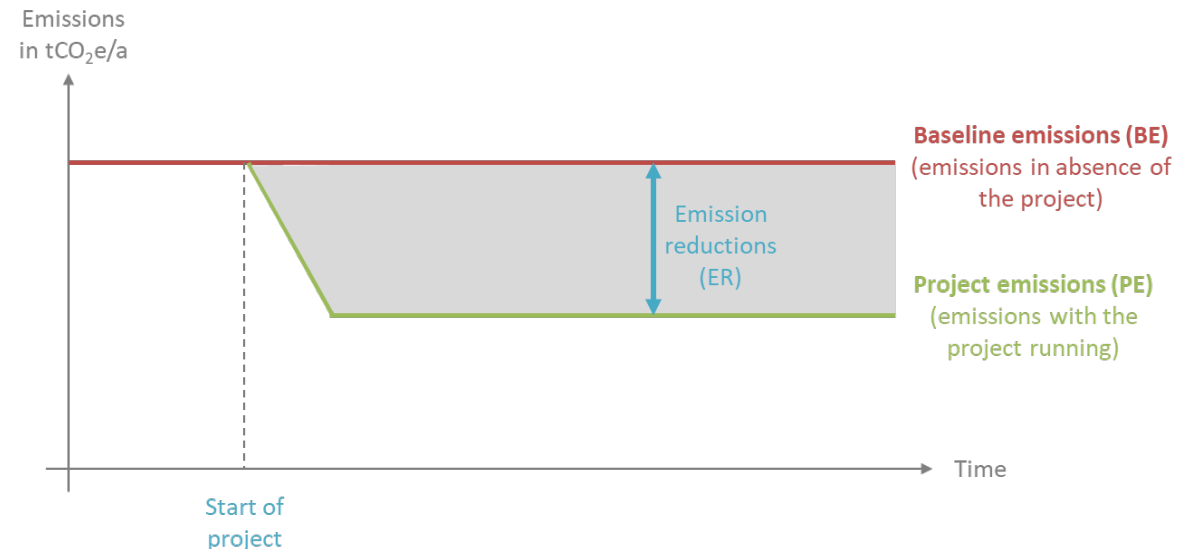 Emissions
in tCO₂e/a
Baseline emissions (BE)
(emissions in absence of
the project)
Emission
reductions
(ER)
Project emissions (PE)
(emissions with the
project running)
Time
Start of
project